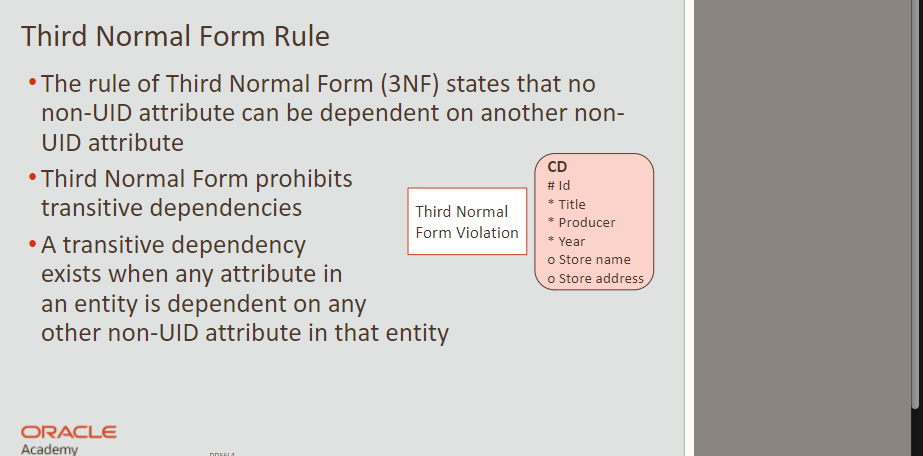 Third Normal Form Rule
•The rule of Third Normal Form (3NF) states that no
non-UID attribute can be dependent on another non-
UID attribute
•Third Normal Form prohibits
transitive dependencies
•A transitive dependency
exists when any attribute in
an entity is dependent on any
other non-UID attribute in that entity
Third Normal
Form Violation
CD
# Id
* Title
* Producer
* Year
o Store name
o Store address
ORACLE
Academy